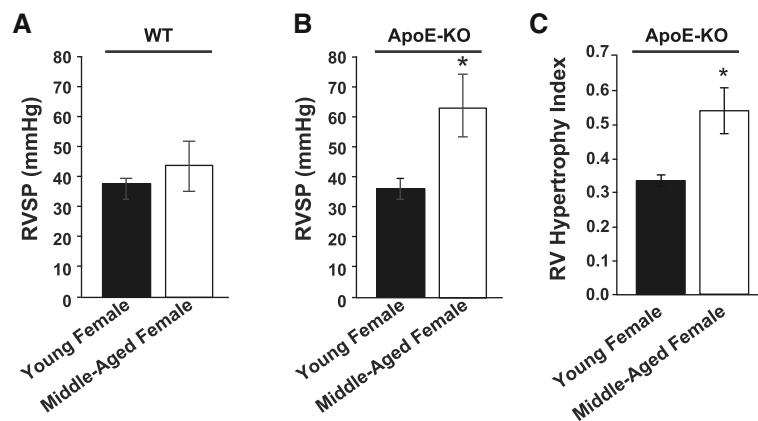 A
WT
RVSP (mmHg)
80
70
60
50
40
30
20
10
0
Young Female
Middle-Aged Female
B
ApoE-KO
*
RVSP (mmHg)
80
70
60
50
40
30
20
10
0
Young Female
Middle-Aged Female
C
ApoE-KO
*
RV Hypertrophy Index
0.7
0.6
0.5
0.4
0.3
0.2
0.1
0.0
Young Female
Middle-Aged Female